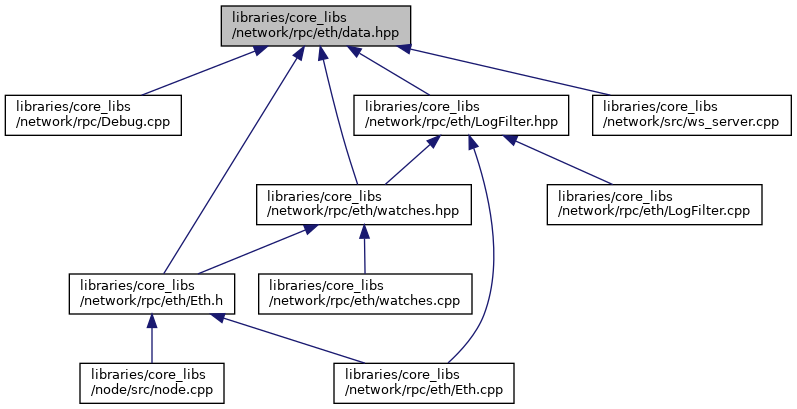 libraries/core_libs
/network/rpc/eth/data.hpp
libraries/core_libs
/network/rpc/Debug.cpp
libraries/core_libs
/network/rpc/eth/LogFilter.hpp
libraries/core_libs
/network/src/ws_server.cpp
libraries/core_libs
/network/rpc/eth/watches.hpp
libraries/core_libs
/network/rpc/eth/LogFilter.cpp
libraries/core_libs
/network/rpc/eth/Eth.h
libraries/core_libs
/network/rpc/eth/watches.cpp
libraries/core_libs
/node/src/node.cpp
libraries/core_libs
/network/rpc/eth/Eth.cpp